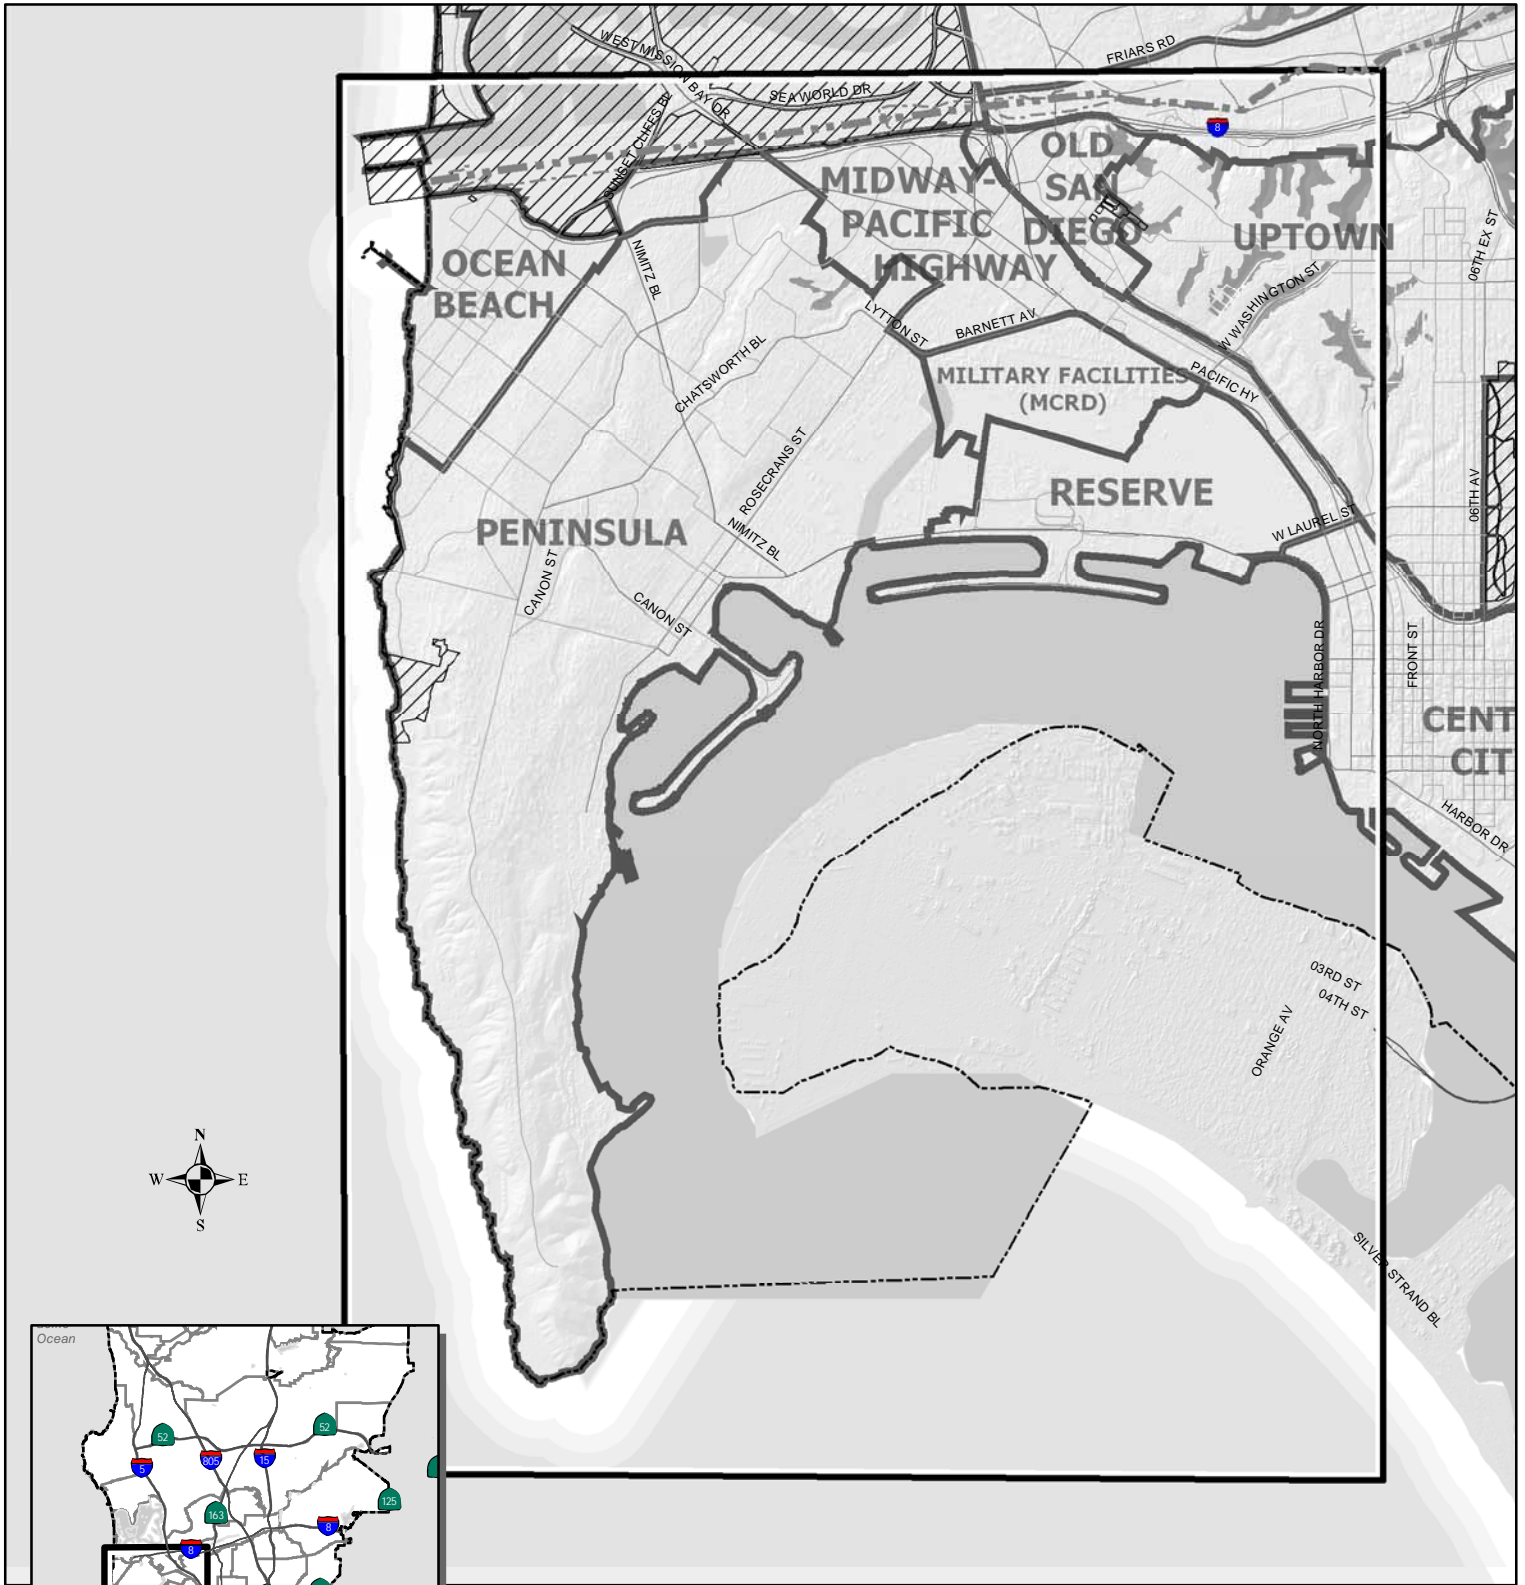 WEST MISSION BAY DR
FRIARS RD
SEA WORLD DR
SUNSET CLIFFS BL
8
OLD
SAN
DIEGO
MIDWAY-
PACIFIC
HIGHWAY
UPTOWN
06TH EX ST
OCEAN
BEACH
NIMITZ BL
W WASHINGTON ST
LYTTON ST
BARNETT AV
CHATSWORTH BL
MILITARY FACILITIES
(MCRD)
PACIFIC HY
ROSECRANS ST
RESERVE
06TH AV
PENINSULA
NIMITZ BL
W LAUREL ST
CANON ST
CANON ST
NORTH HARBOR DR
FRONT ST
CENT
CIT
HARBOR DR
03RD ST
04TH ST
ORANGE AV
N
W E
S
SILVER STRAND BL
Ocean
52
52
5
805
15
125
163
8
8